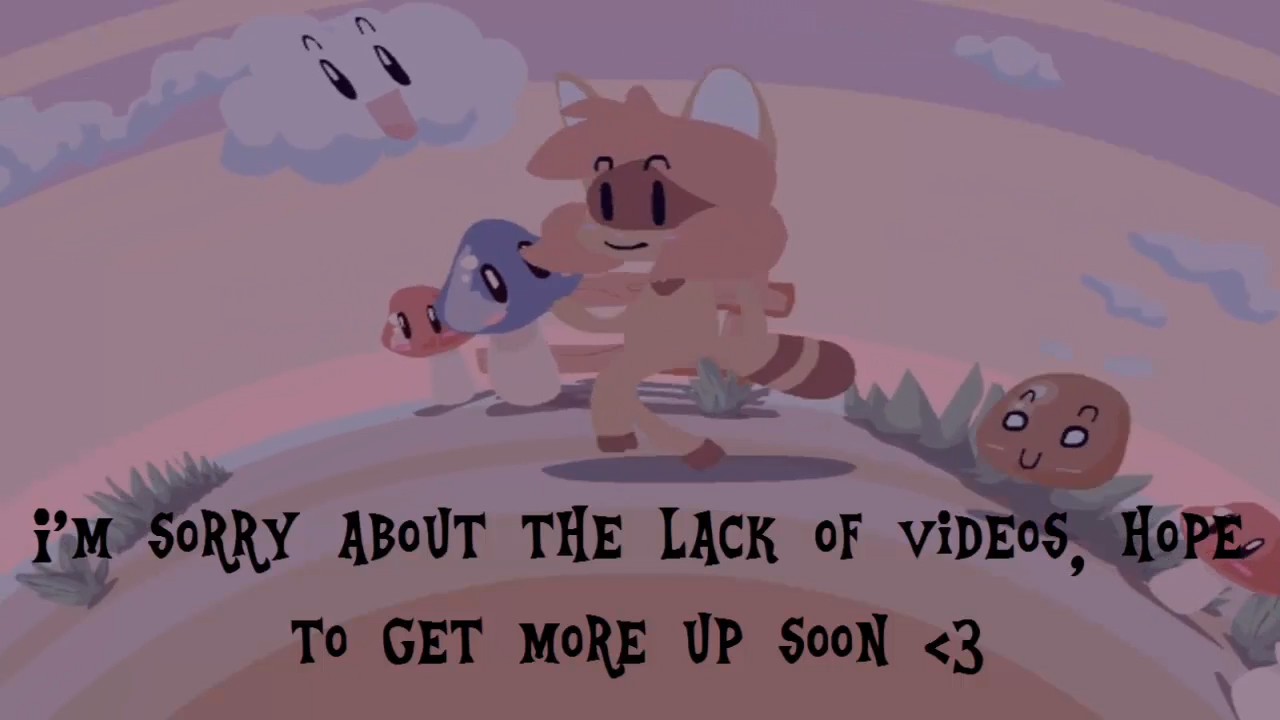 i'm sorry about the lack of videos, hope
to get more up soon <3